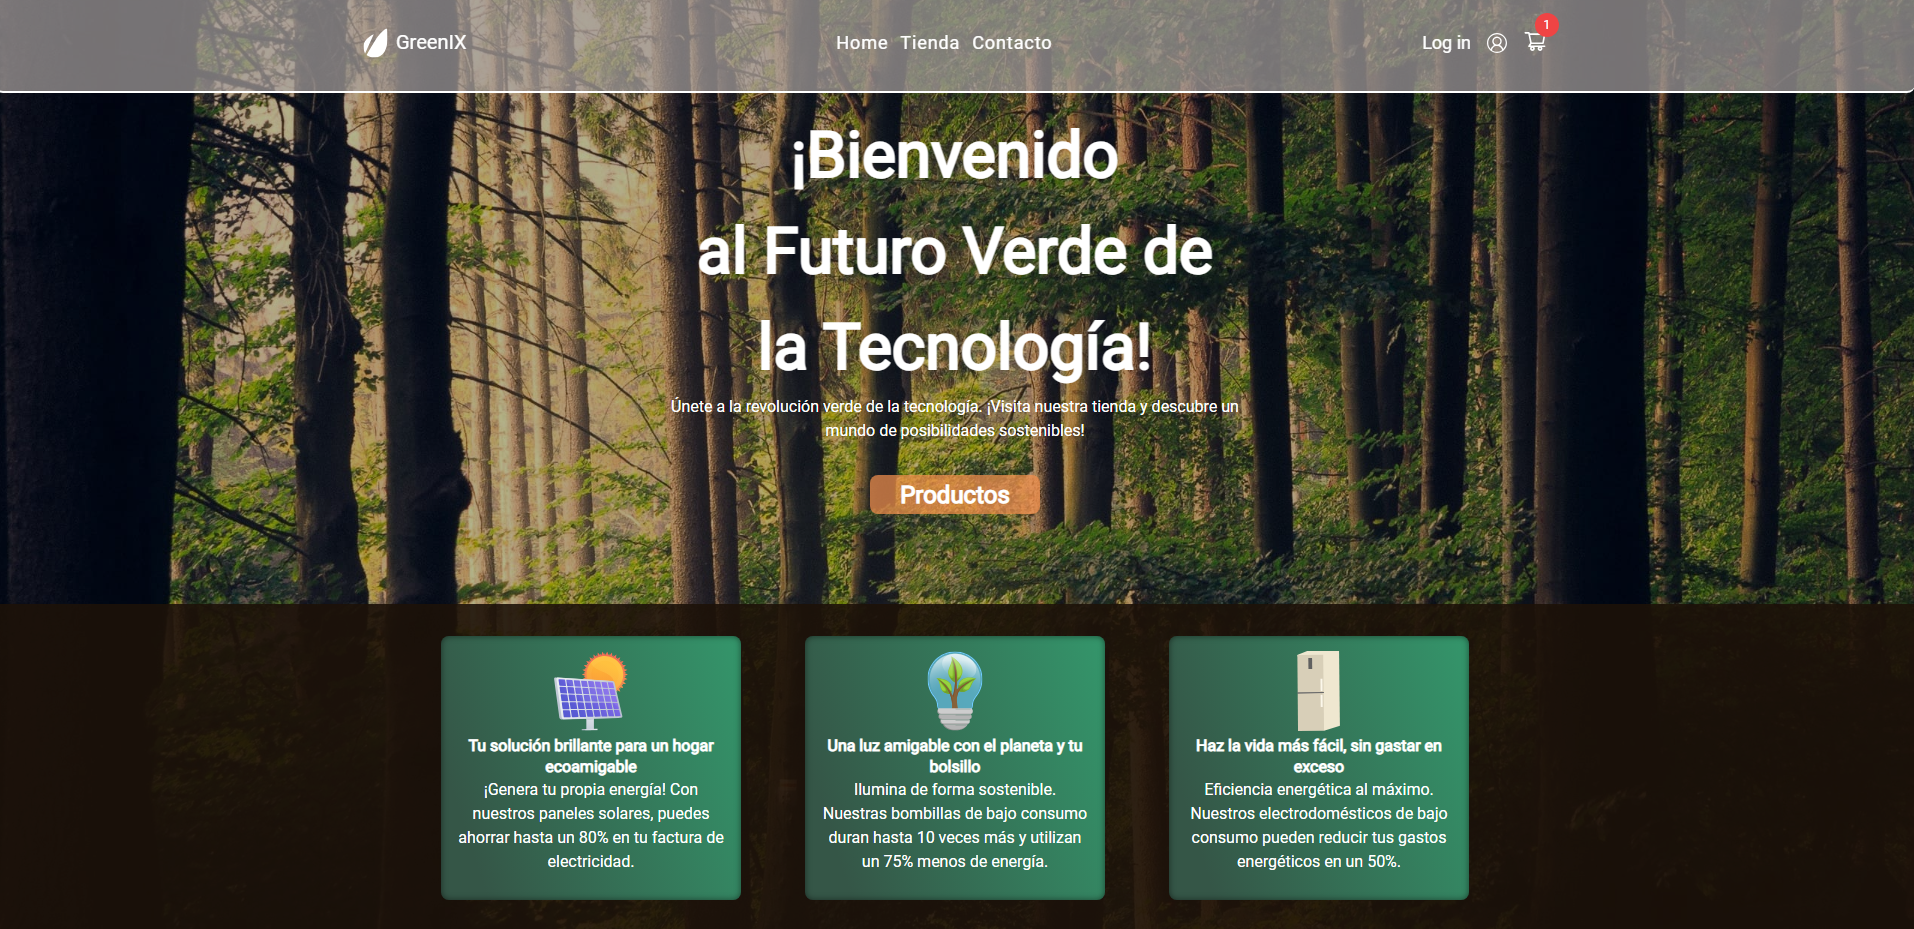 GreenIX
Home Tienda Contacto
Log in
1
¡Bienvenido
al Futuro Verde de
la Tecnología!
Únete a la revolución verde de la tecnología. ¡Visita nuestra tienda y descubre un
mundo de posibilidades sostenibles!
Productos
Tu solución brillante para un hogar
ecoamigable
¡Genera tu propia energía! Con
nuestros paneles solares, puedes
ahorrar hasta un 80% en tu factura de
electricidad.
Una luz amigable con el planeta y tu
bolsillo
Ilumina de forma sostenible.
Nuestras bombillas de bajo consumo
duran hasta 10 veces más y utilizan
un 75% menos de energía.
Haz la vida más fácil, sin gastar en
exceso
Eficiencia energética al máximo.
Nuestros electrodomésticos de bajo
consumo pueden reducir tus gastos
energéticos en un 50%.